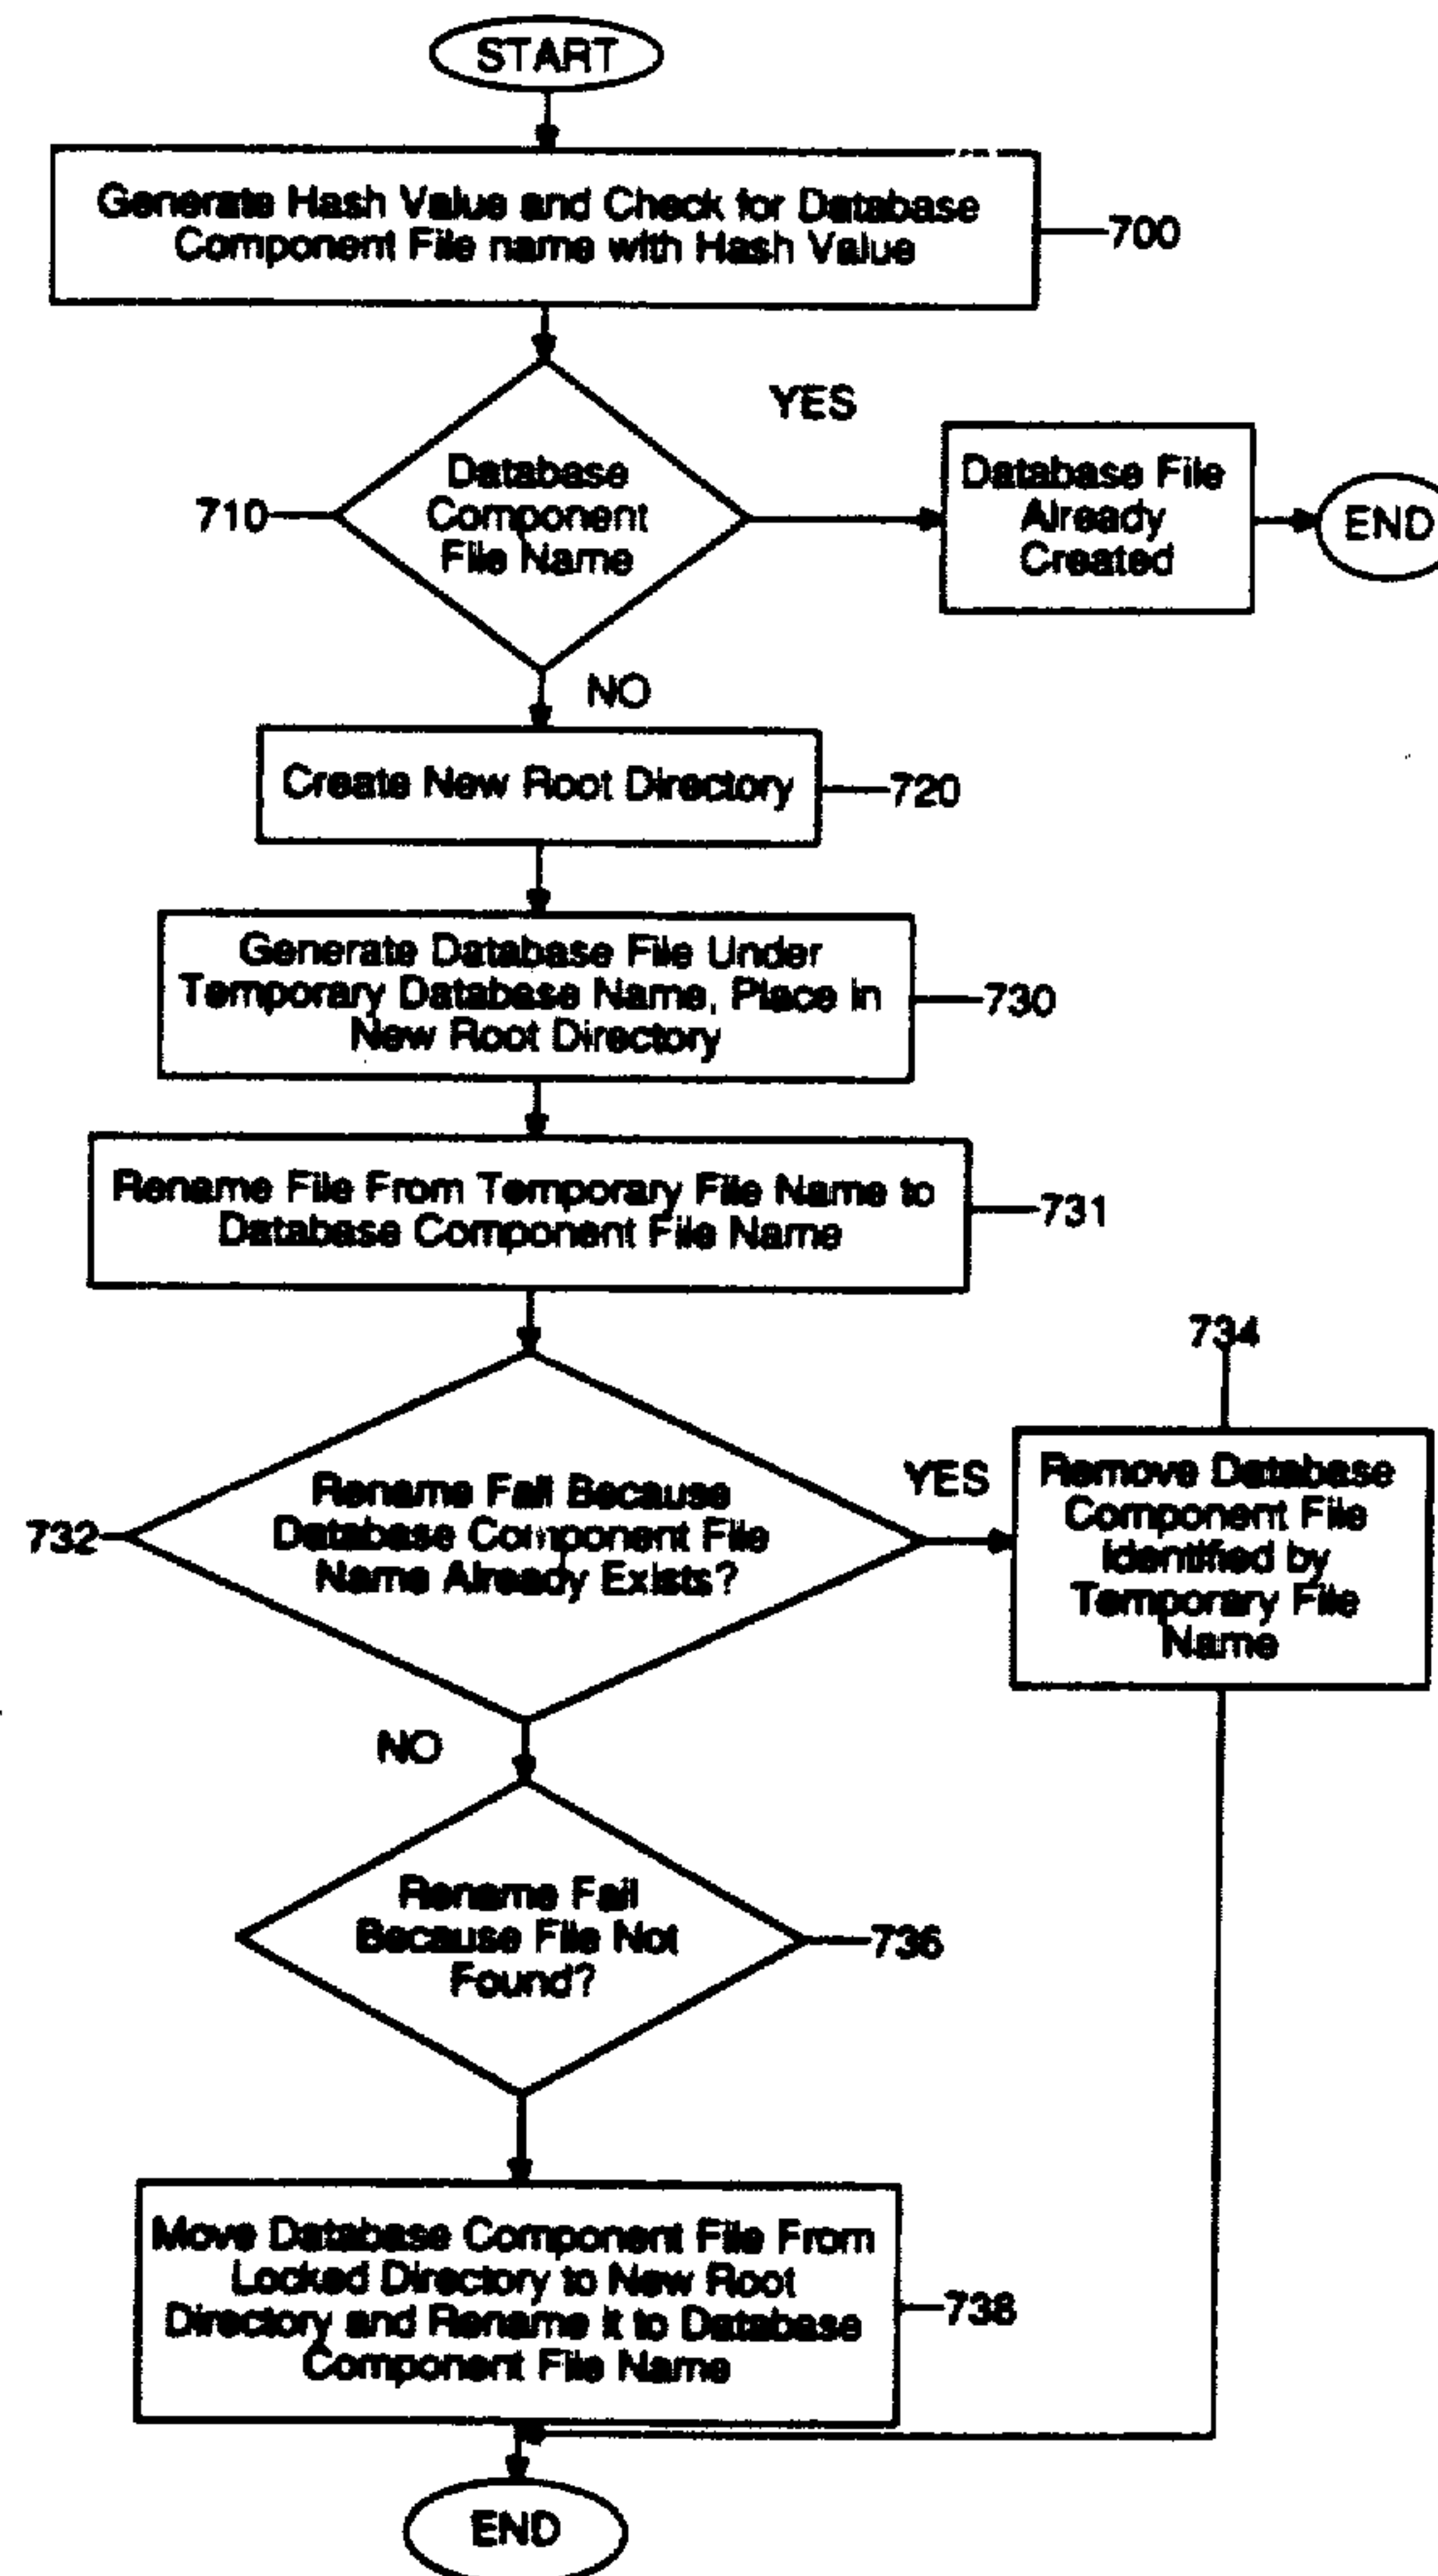 START
Generate Hash Value and Check for Database
Component File name with Hash Value
700
YES
Database
Component
File Name
710
Database File
Already
Created
END
NO
Create New Root Directory
720
Generate Database File Under
Temporary Database Name, Place in
New Root Directory
730
Rename File From Temporary File Name to
Database Component File Name
731
734
Rename Fail Because
Database Component File
Name Already Exists?
732
YES
Remove Database
Component File
Identified by
Temporary File
Name
NO
Rename Fail
Because File Not
Found?
736
Move Database Component File From
Locked Directory to New Root
Directory and Rename it to Database
Component File Name
738
END